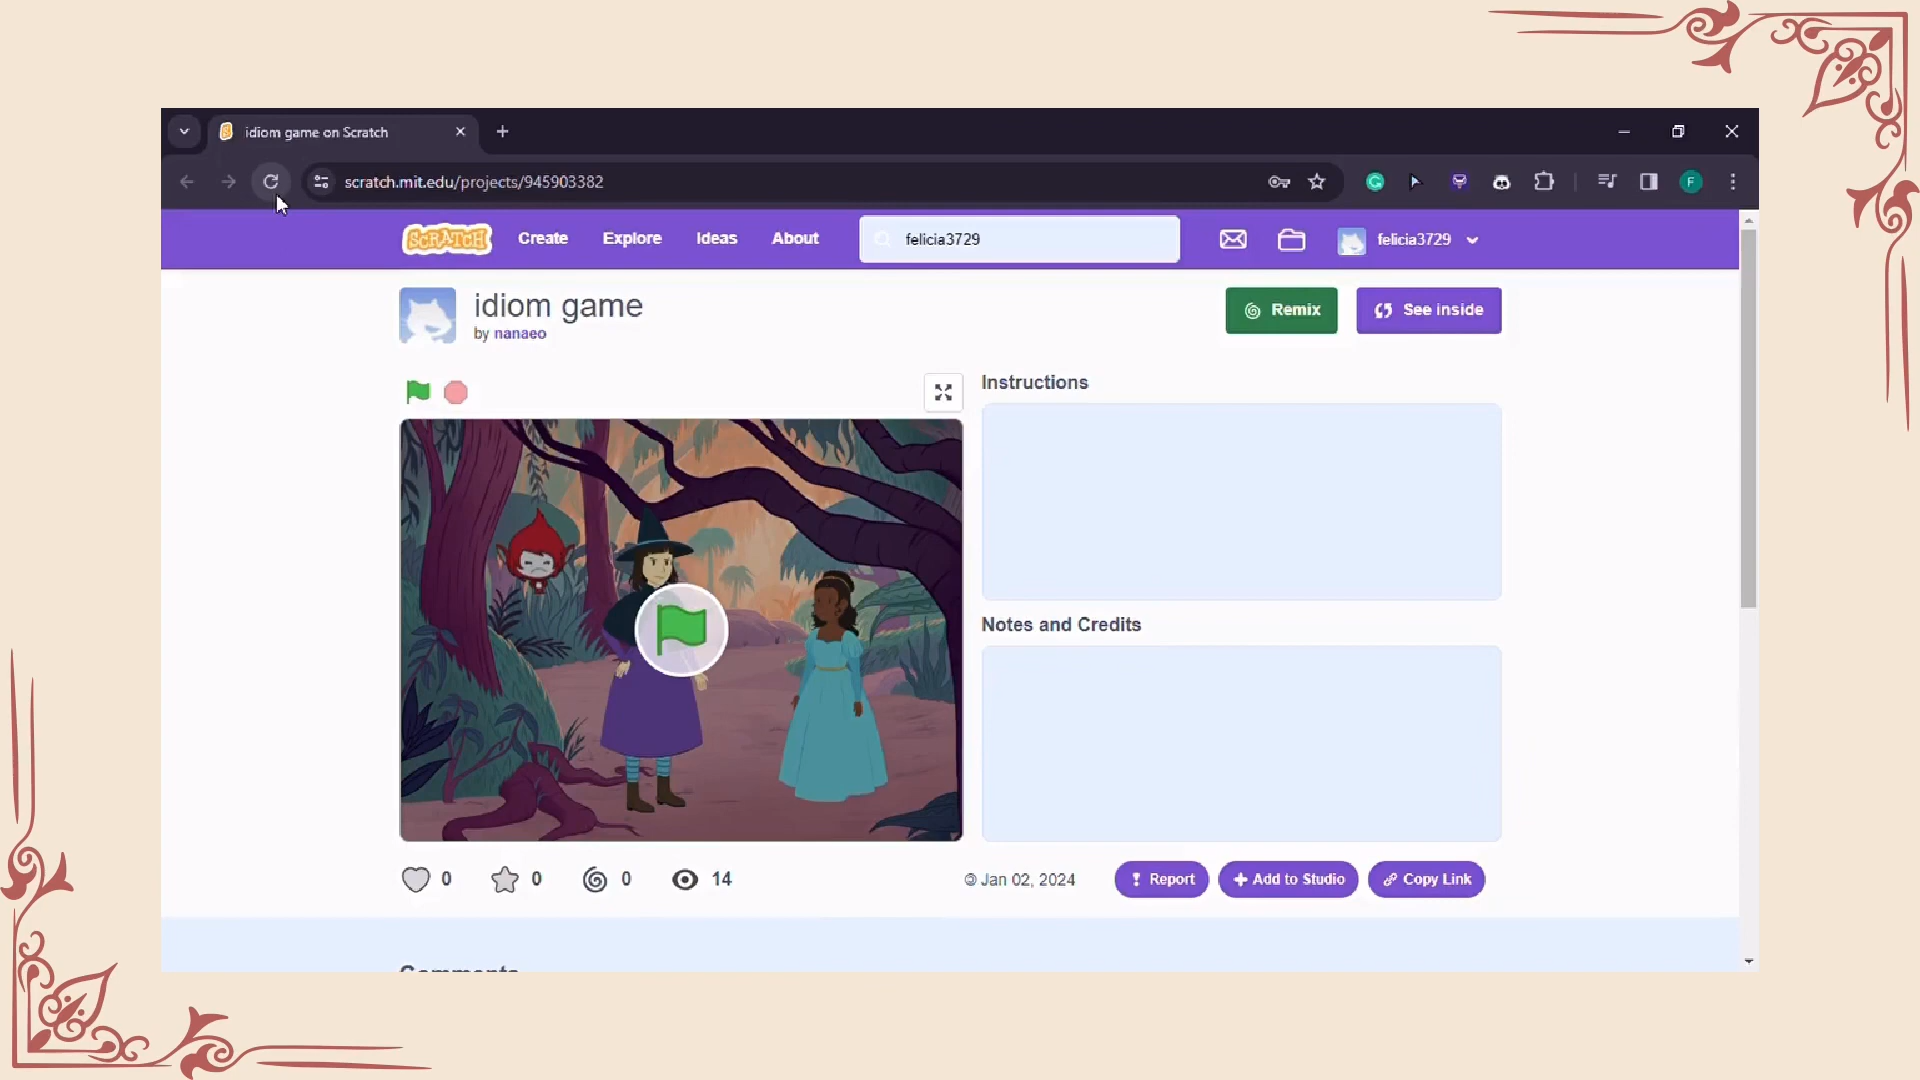 idiom game on Scratch
scratch.mit.edu/projects/945903382
F
SCRATCH
Create
Explore
Ideas
About
felicia3729
felicia3729
idiom game
by nanaeo
Remix
See inside
Instructions
Notes and Credits
0
0
0
14
© Jan 02, 2024
Report
Add to Studio
Copy Link
Comments